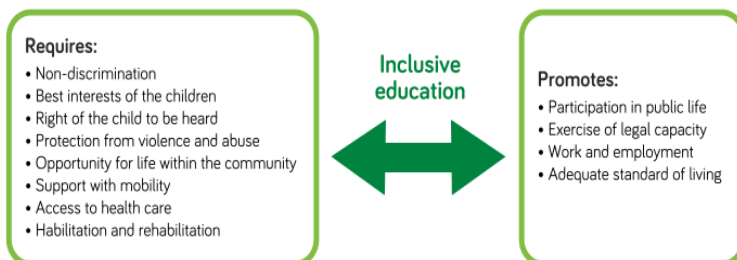 Requires:
• Non-discrimination
• Best interests of the children
• Right of the child to be heard
• Protection from violence and abuse
• Opportunity for life within the community
• Support with mobility
• Access to health care
• Habilitation and rehabilitation
Inclusive
education
Promotes:
• Participation in public life
• Exercise of legal capacity
• Work and employment
• Adequate standard of living